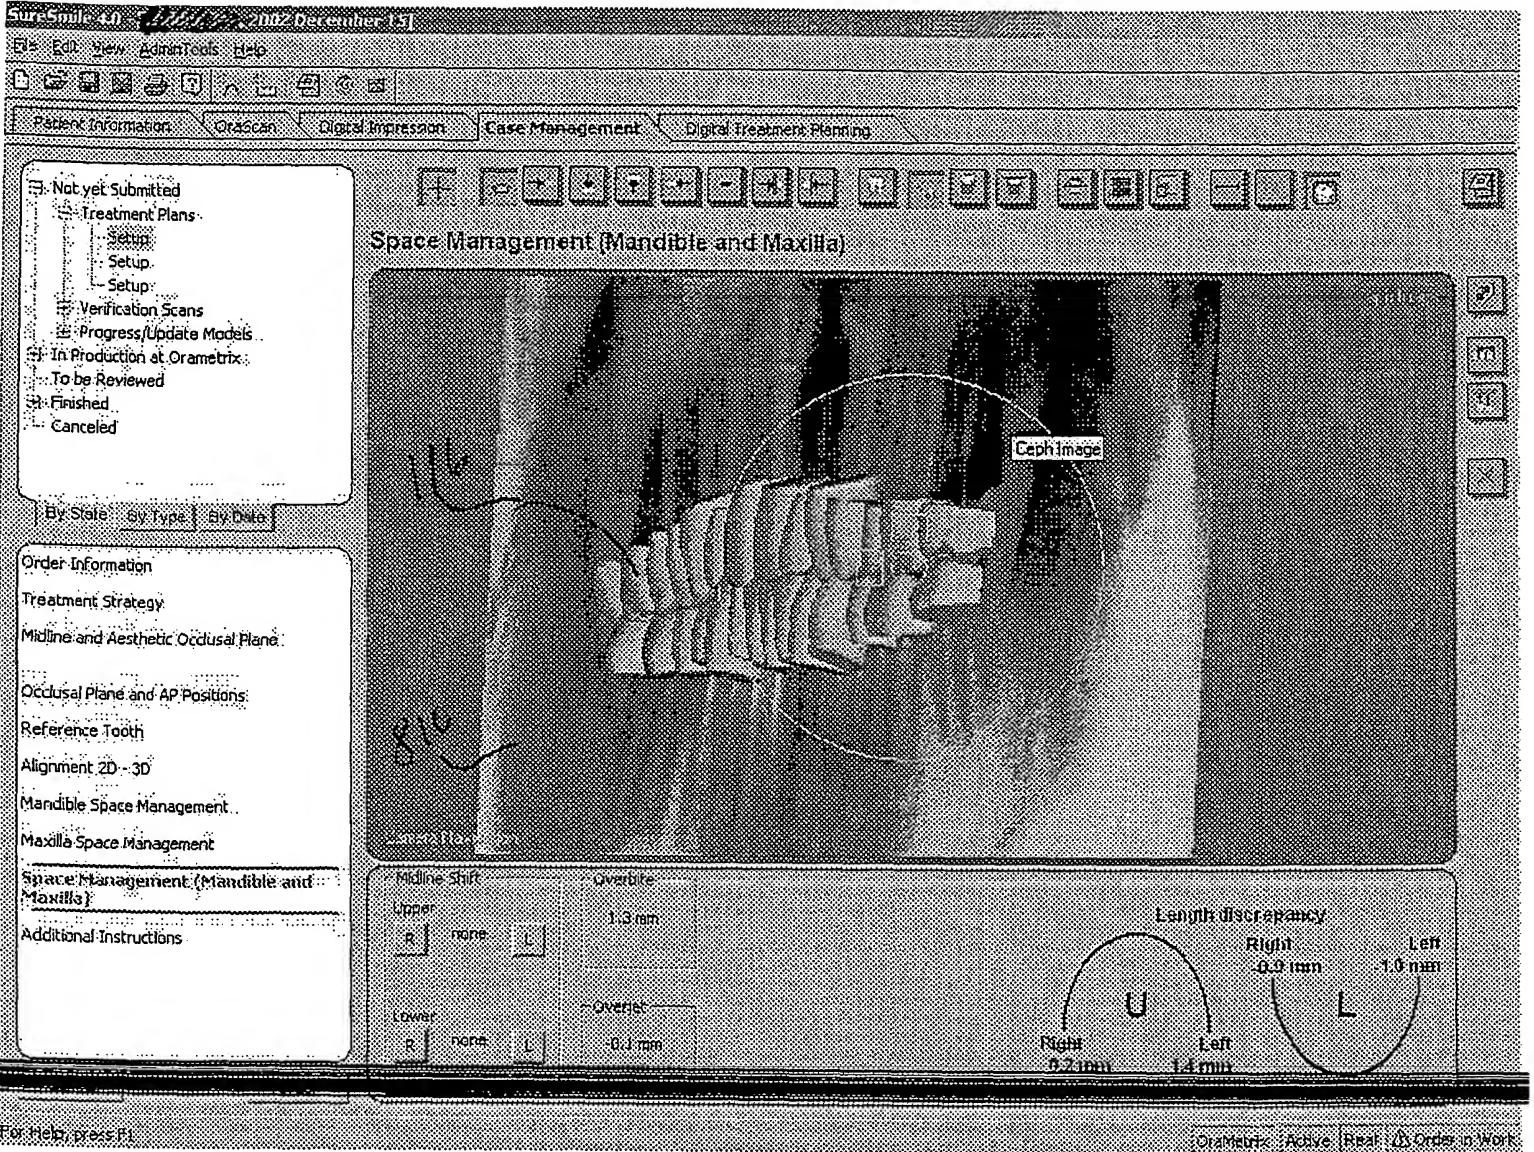 SureSmile 4.0 - 2002 December 15]
File Edit View AdminTools Help
Patient Information OraScan Digital Impression Case Management Digital Treatment Planning
Not yet Submitted
Treatment Plans
Setup
Setup
Setup
Verification Scans
Progress/Update Models
In Production at Orametrix
To be Reviewed
Finished
Canceled
By State By Type By Date
Order Information
Treatment Strategy
Midline and Aesthetic Occlusal Plane
Occlusal Plane and AP Positions
Reference Tooth
Alignment 2D - 3D
Mandible Space Management
Maxilla Space Management
Space Management (Mandible and
Maxilla)
Additional Instructions
Space Management (Mandible and Maxilla)
Ceph Image
810
Midline Shift
Upper
R none L
Lower
R none L
Overbite
1.3 mm
Overjet
-0.1 mm
Length discrepancy
U
Right Left
0.2 mm 1.4 mm
Right Left
-0.9 mm -1.0 mm
L
For Help, press F1
OraMetrix Active Real Order in Work